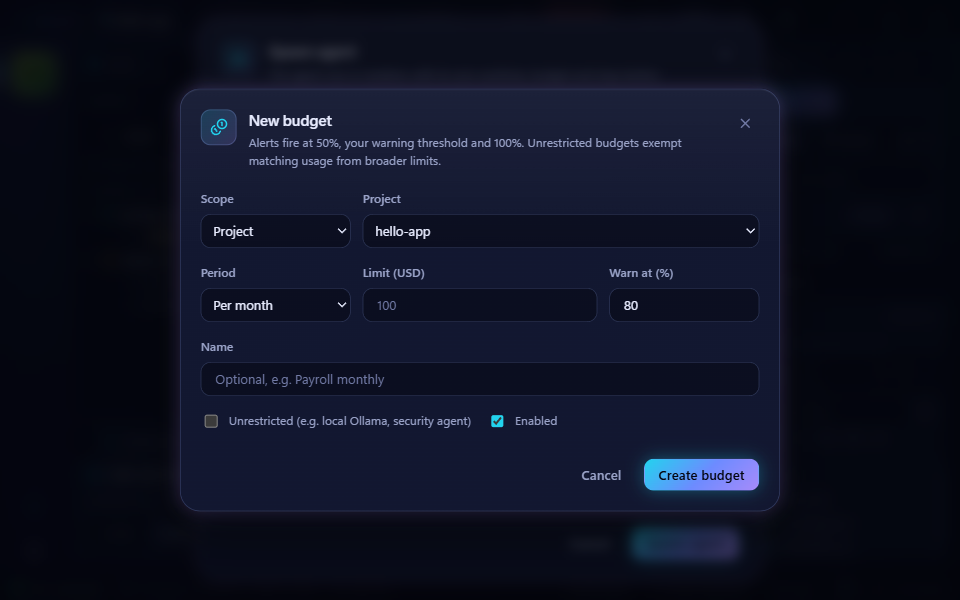 New budget
Alerts fire at 50%, your warning threshold and 100%. Unrestricted budgets exempt
matching usage from broader limits.
Scope
Project
Project
hello-app
Period
Limit (USD)
Warn at (%)
Per month
100
80
Name
Optional, e.g. Payroll monthly
Unrestricted (e.g. local Ollama, security agent)
Enabled
Cancel
Create budget